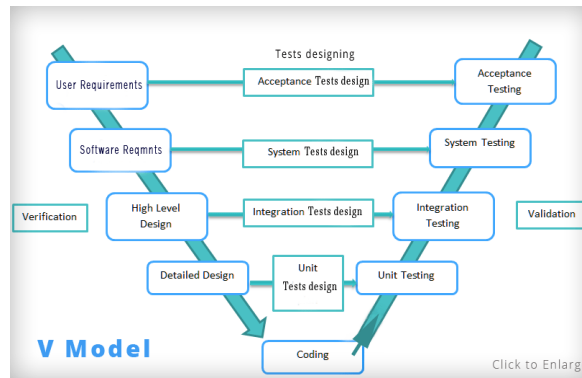 Tests designing
User Requirements
Acceptance Tests design
Acceptance
Testing
Software Reqmnts
System Tests design
System Testing
Verification
High Level
Design
Integration Tests design
Integration
Testing
Validation
Detailed Design
Unit
Tests design
Unit Testing
V Model
Coding
Click to Enlarg